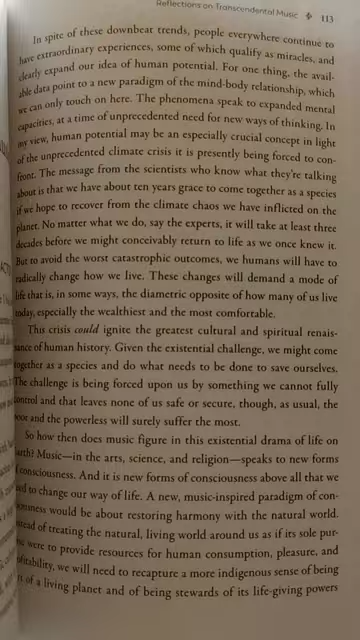 Reflections on Transcendental Music 113
In spite of these downbeat trends, people everywhere continue to
have extraordinary experiences, some of which qualify as miracles, and
clearly expand our idea of human potential. For one thing, the avail-
able data point to a new paradigm of the mind-body relationship, which
we can only touch on here. The phenomena speak to expanded mental
capacities, at a time of unprecedented need for new ways of thinking. In
my view, human potential may be an especially crucial concept in light
of the unprecedented climate crisis it is presently being forced to con-
front. The message from the scientists who know what they're talking
about is that we have about ten years grace to come together as a species
if we hope to recover from the climate chaos we have inflicted on the
planet. No matter what we do, say the experts, it will take at least three
decades before we might conceivably return to life as we once knew it.
But to avoid the worst catastrophic outcomes, we humans will have to
radically change how we live. These changes will demand a mode of
life that is, in some ways, the diametric opposite of how many of us live
today, especially the wealthiest and the most comfortable.
This crisis could ignite the greatest cultural and spiritual renais-
sance of human history. Given the existential challenge, we might come
together as a species and do what needs to be done to save ourselves.
The challenge is being forced upon us by something we cannot fully
control and that leaves none of us safe or secure, though, as usual, the
poor and the powerless will surely suffer the most.
So how then does music figure in this existential drama of life on
arth? Music—in the arts, science, and religion—speaks to new forms
f consciousness. And it is new forms of consciousness above all that we
ed to change our way of life. A new, music-inspired paradigm of con-
iousness would be about restoring harmony with the natural world.
stead of treating the natural, living world around us as if its sole pur-
were to provide resources for human consumption, pleasure, and
ofitability, we will need to recapture a more indigenous sense of being
of a living planet and of being stewards of its life-giving powers